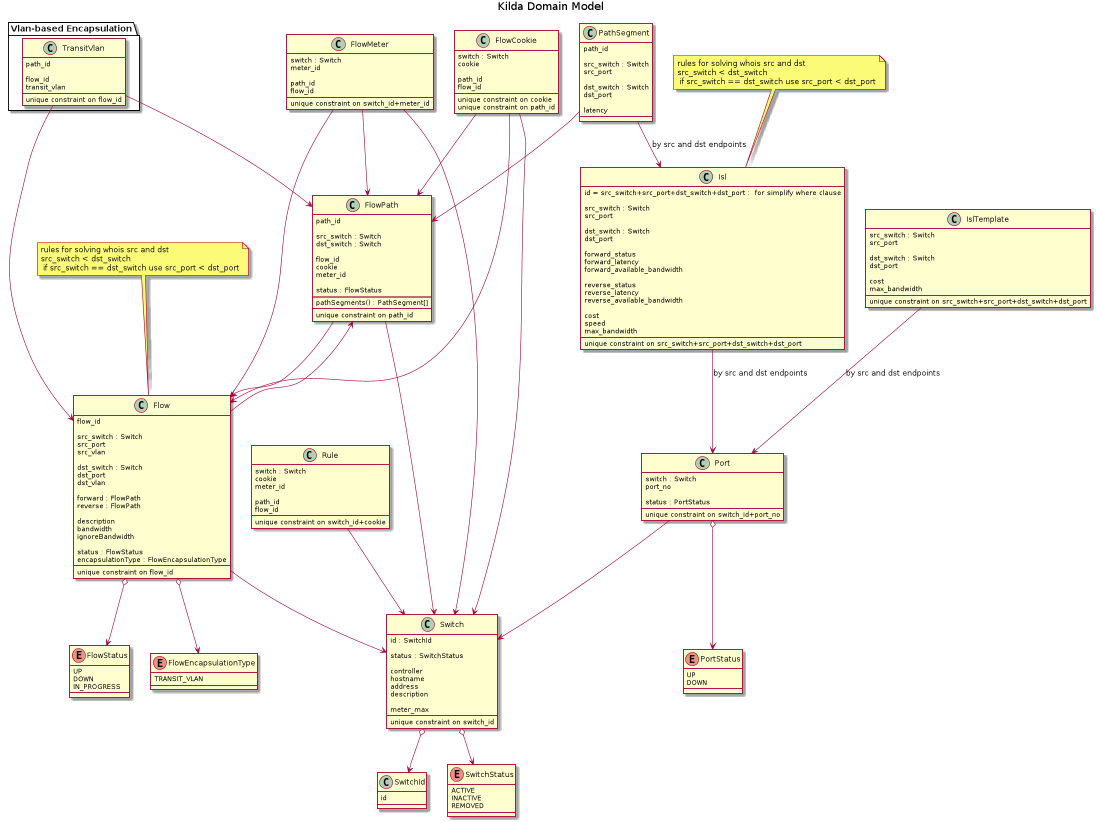 Kilda Domain Model
Vlan-based Encapsulation
C TransitVlan
path_id
flow_id
transit_vlan
unique constraint on flow_id
C FlowMeter
switch : Switch
meter_id
path_id
flow_id
unique constraint on switch_id+meter_id
C FlowCookie
switch : Switch
cookie
path_id
flow_id
unique constraint on cookie
unique constraint on path_id
C PathSegment
path_id
src_switch : Switch
src_port
dst_switch : Switch
dst_port
latency
rules for solving whois src and dst
src_switch < dst_switch
if src_switch == dst_switch use src_port < dst_port
by src and dst endpoints
C Isl
id = src_switch+src_port+dst_switch+dst_port : for simplify where clause
src_switch : Switch
src_port
dst_switch : Switch
dst_port
forward_status
forward_latency
forward_available_bandwidth
reverse_status
reverse_latency
reverse_available_bandwidth
cost
speed
max_bandwidth
unique constraint on src_switch+src_port+dst_switch+dst_port
C IslTemplate
src_switch : Switch
src_port
dst_switch : Switch
dst_port
cost
max_bandwidth
unique constraint on src_switch+src_port+dst_switch+dst_port
C FlowPath
path_id
src_switch : Switch
dst_switch : Switch
flow_id
cookie
meter_id
status : FlowStatus
pathSegments() : PathSegment[]
unique constraint on path_id
rules for solving whois src and dst
src_switch < dst_switch
if src_switch == dst_switch use src_port < dst_port
by src and dst endpoints
by src and dst endpoints
C Flow
flow_id
src_switch : Switch
src_port
src_vlan
dst_switch : Switch
dst_port
dst_vlan
forward : FlowPath
reverse : FlowPath
description
bandwidth
ignoreBandwidth
status : FlowStatus
encapsulationType : FlowEncapsulationType
unique constraint on flow_id
C Rule
switch : Switch
cookie
meter_id
path_id
flow_id
unique constraint on switch_id+cookie
C Port
switch : Switch
port_no
status : PortStatus
unique constraint on switch_id+port_no
C Switch
id : SwitchId
status : SwitchStatus
controller
hostname
address
description
meter_max
unique constraint on switch_id
E FlowStatus
UP
DOWN
IN_PROGRESS
E FlowEncapsulationType
TRANSIT_VLAN
E PortStatus
UP
DOWN
C SwitchId
id
E SwitchStatus
ACTIVE
INACTIVE
REMOVED